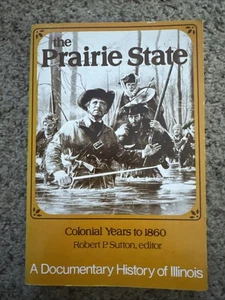 the
Prairie State
Colonial Years to 1860
Robert P. Sutton, editor
A Documentary History of Illinois